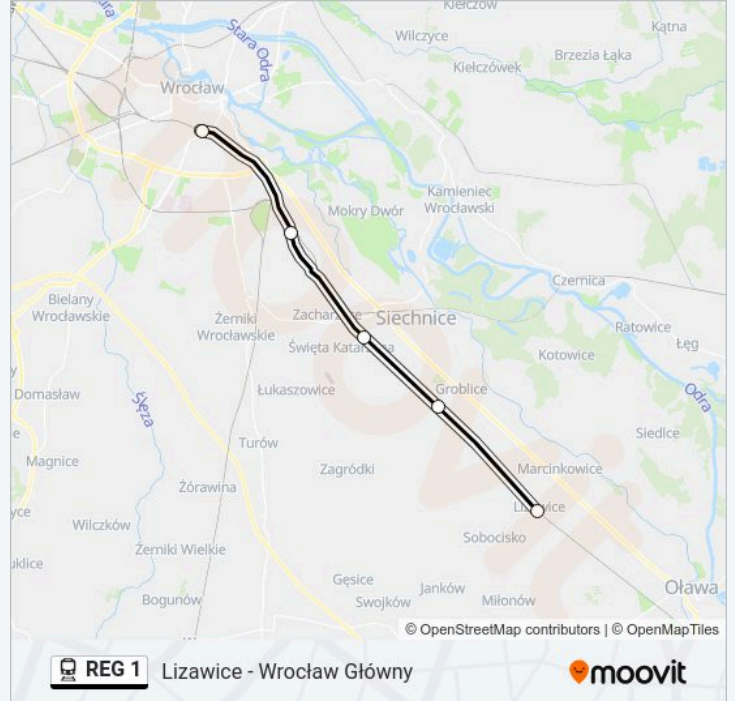 Kiełczów
Kątna
Wilczyce
Stara Odra
Brzezia Łąka
Kiełczówek
Wrocław
Kamieniec
Wrocławski
Mokry Dwór
Czernica
Bielany
Wrocławskie
Żerniki
Wrocławskie
Siechnice
Ratowice
Łęg
Kotowice
Domasław
Ślęza
Łukaszowice
Groblice
Odra
Turów
Siedlce
Magnice
Zagródki
Marcinkowice
Żórawina
Wilczków
Sobocisko
Żerniki Wielkie
Gęsice
Janków
Oława
Bogunów
Swojków
Miłonów
© OpenStreetMap contributors | © OpenMapTiles
REG 1
Lizawice - Wrocław Główny
moovit